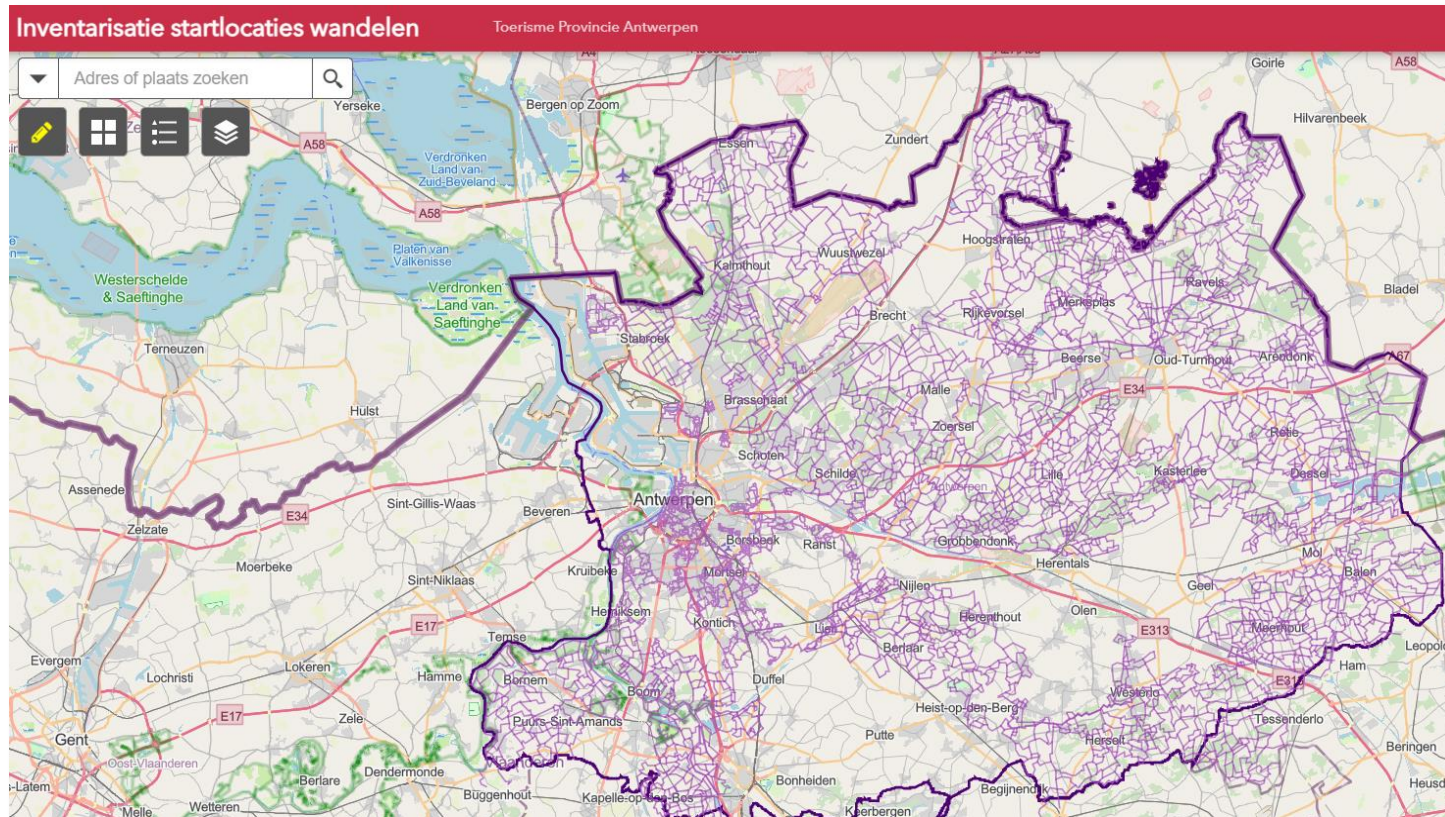 Inventarisatie startlocaties wandelen
Toerisme Provincie Antwerpen
Adres of plaats zoeken
A4
Goirle
A58
Yerseke
Bergen op Zoom
Hilvarenbeek
A58
Essen
Zundert
Verdronken
Land van
Zuid-Beveland
A58
Hoogstraten
Platen van
Valkenisse
Wuustwezel
Kalmthout
Westerschelde
& Saeftinghe
Verdronken
Land van
Saeftinghe
Ravels
Bladel
Merksplas
Brecht
Rijkevorsel
Stabroek
Terneuzen
Beerse
Oud-Turnhout
Arendonk
A67
E34
Malle
Brasschaat
Hulst
Zoersel
Retie
Schoten
Schilde
Lille
Kasterlee
Dessel
Assenede
Antwerpen
Antwerpen
Sint-Gillis-Waas
Beveren
E34
Zelzate
Borsbeek
Ranst
Grobbendonk
Mol
Herentals
Moerbeke
Kruibeke
Mortsel
Balen
Sint-Niklaas
Nijlen
Geel
Hemiksem
Herenthout
Olen
Kontich
E17
Lier
E313
Meerhout
Temse
Berlaar
Evergem
Lokeren
Ham
Leopol
Lochristi
Hamme
Bornem
Duffel
E313
Boom
Westerlo
Heist-op-den-Berg
E17
Zele
Puurs-Sint-Amands
Tessenderlo
Gent
Putte
Herselt
Beringen
Oost-Vlaanderen
Vlaanderen
Dendermonde
Berlare
Bonheiden
Heusd
-Latem
Buggenhout
Kapelle-op-den-Bos
Begijnendijk
Melle
Wetteren
Keerbergen